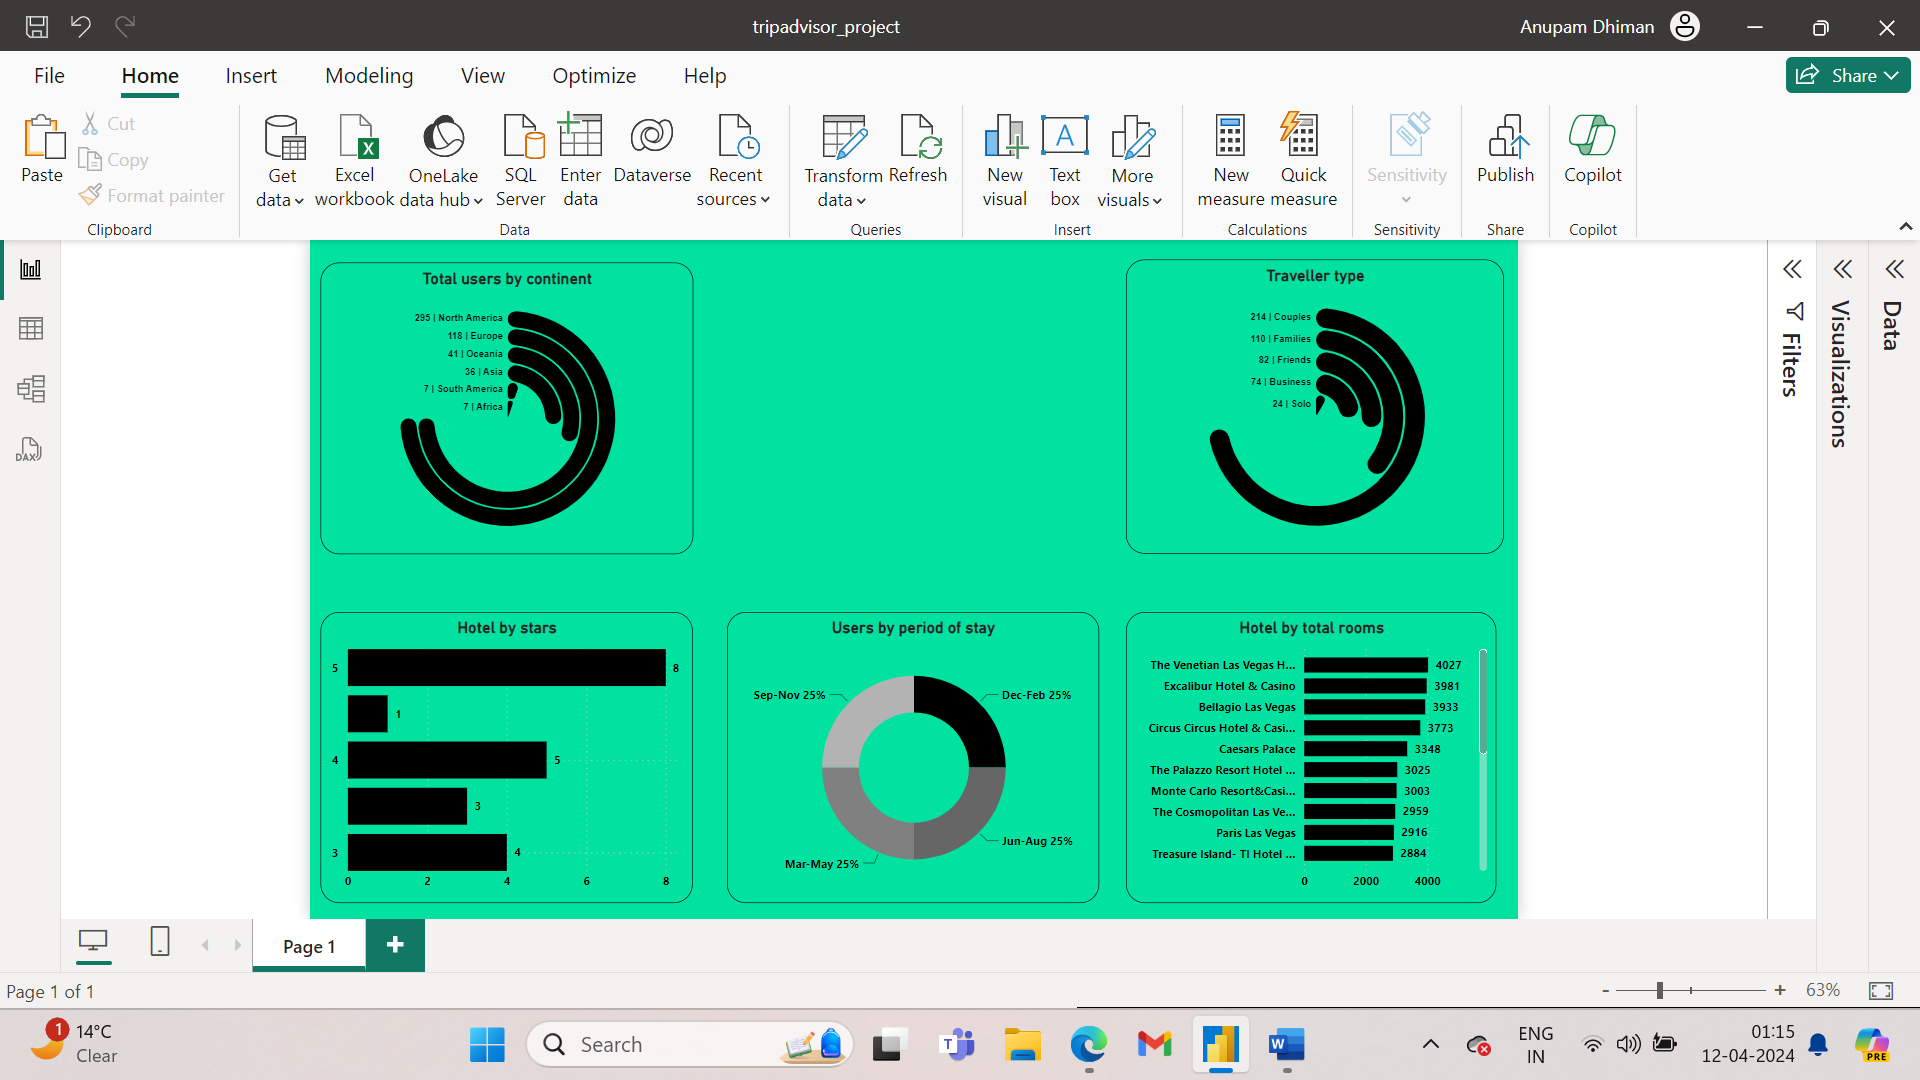 tripadvisor_project
Anupam Dhiman
File Home Insert Modeling View Optimize Help
Share
Paste
Cut
Copy
Format painter
Clipboard
Get data
Excel workbook
OneLake data hub
SQL Server
Enter data
Dataverse
Recent sources
Data
Transform data
Refresh
Queries
New visual
Text box
More visuals
Insert
New measure
Quick measure
Calculations
Sensitivity
Sensitivity
Publish
Share
Copilot
Copilot
DAX
Total users by continent
295 | North America
118 | Europe
41 | Oceania
36 | Asia
7 | South America
7 | Africa
Traveller type
214 | Couples
110 | Families
82 | Friends
74 | Business
24 | Solo
Filters
Visualizations
Data
Hotel by stars
5 8
1
4 5
3
3 4
0 2 4 6 8
Users by period of stay
Sep-Nov 25%
Dec-Feb 25%
Jun-Aug 25%
Mar-May 25%
Hotel by total rooms
The Venetian Las Vegas H... 4027
Excalibur Hotel & Casino 3981
Bellagio Las Vegas 3933
Circus Circus Hotel & Casi... 3773
Caesars Palace 3348
The Palazzo Resort Hotel ... 3025
Monte Carlo Resort&Casi... 3003
The Cosmopolitan Las Ve... 2959
Paris Las Vegas 2916
Treasure Island- TI Hotel ... 2884
0 2000 4000
Page 1
Page 1 of 1
- + 63%
1
14°C
Clear
Search
ENG
IN
01:15
12-04-2024
PRE